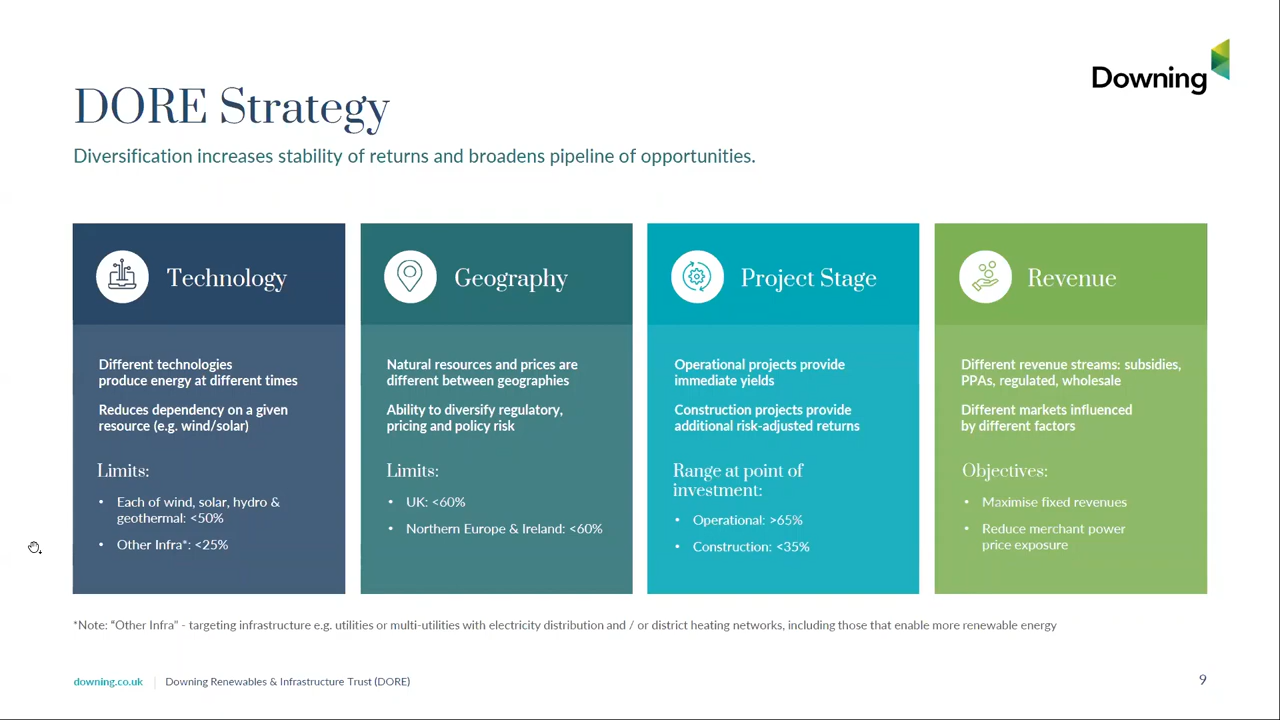 Downing
DORE Strategy
Diversification increases stability of returns and broadens pipeline of opportunities.
Technology
Different technologies
produce energy at different times
Reduces dependency on a given
resource (e.g. wind/solar)
Limits:
• Each of wind, solar, hydro &
geothermal: <50%
• Other Infra*: <25%
Geography
Natural resources and prices are
different between geographies
Ability to diversify regulatory,
pricing and policy risk
Limits:
• UK: <60%
• Northern Europe & Ireland: <60%
Project Stage
Operational projects provide
immediate yields
Construction projects provide
additional risk-adjusted returns
Range at point of
investment:
• Operational: >65%
• Construction: <35%
Revenue
Different revenue streams: subsidies,
PPAs, regulated, wholesale
Different markets influenced
by different factors
Objectives:
• Maximise fixed revenues
• Reduce merchant power
price exposure
*Note: “Other Infra” - targeting infrastructure e.g. utilities or multi-utilities with electricity distribution and / or district heating networks, including those that enable more renewable energy
downing.co.uk | Downing Renewables & Infrastructure Trust (DORE)
9